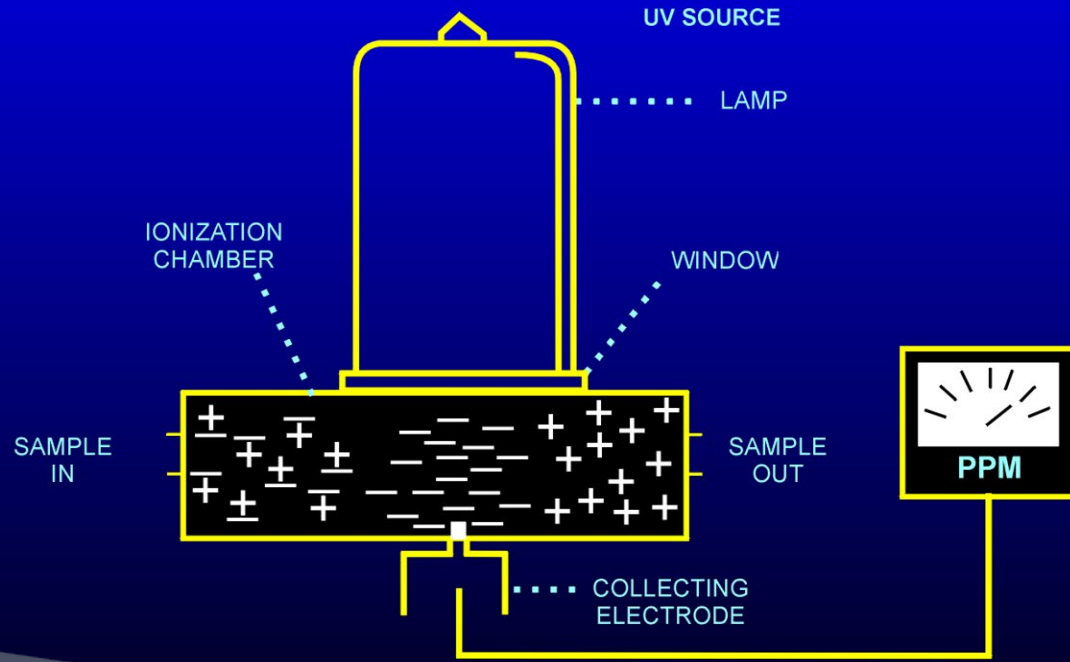 UV SOURCE
LAMP
IONIZATION
CHAMBER
WINDOW
SAMPLE
IN
SAMPLE
OUT
PPM
COLLECTING
ELECTRODE